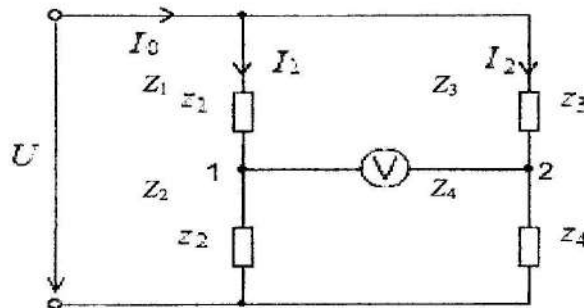 I₀ I₁ I₂
Z₁ z₁ Z₃ z₃
U 1 V 2
Z₂ Z₄
z₂ z₄